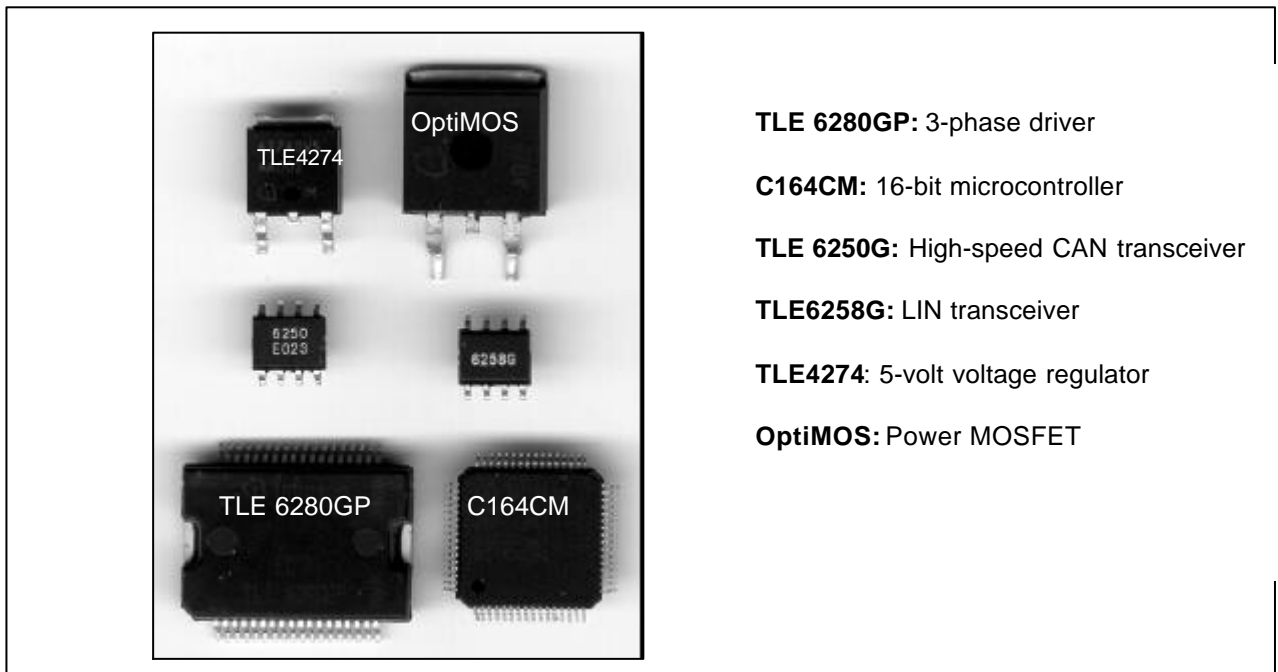 OptiMOS
TLE4274
6250
E023
6258G
TLE 6280GP
C164CM
TLE 6280GP: 3-phase driver
C164CM: 16-bit microcontroller
TLE 6250G: High-speed CAN transceiver
TLE6258G: LIN transceiver
TLE4274: 5-volt voltage regulator
OptiMOS: Power MOSFET